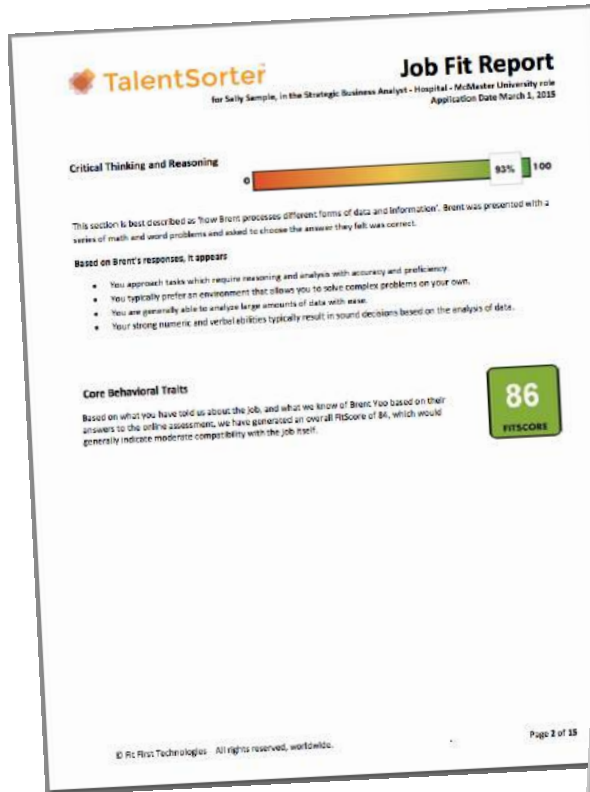 TalentSorter
Job Fit Report
for Sally Sample, in the Strategic Business Analyst - Hospital - McMaster University role
Application Date March 1, 2015
Critical Thinking and Reasoning
0
93%
100
This section is best described as 'how Brent processes different forms of data and information'. Brent was presented with a
series of math and word problems and asked to choose the answer they felt was correct.
Based on Brent's responses, it appears
• You approach tasks which require reasoning and analysis with accuracy and proficiency.
• You typically prefer an environment that allows you to solve complex problems on your own.
• You are generally able to analyze large amounts of data with ease.
• Your strong numeric and verbal abilities typically result in sound decisions based on the analysis of data.
Core Behavioral Traits
Based on what you have told us about the job, and what we know of Brent Yoo based on their
answers to the online assessment, we have generated an overall FitScore of 84, which would
generally indicate moderate compatibility with the job itself.
86
FITSCORE
© Fit First Technologies All rights reserved, worldwide.
Page 2 of 15